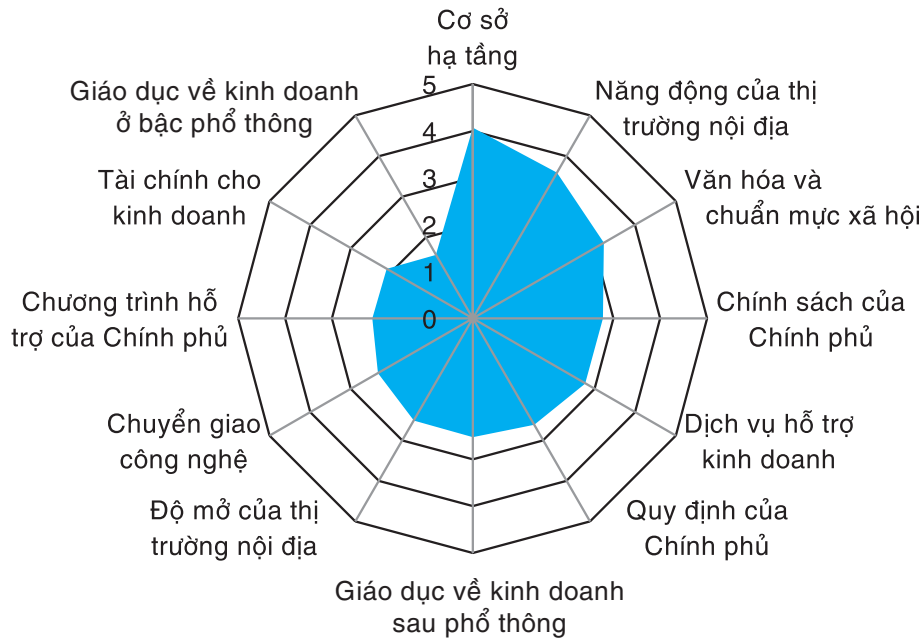 Cơ sở
hạ tầng
Năng động của thị
trường nội địa
Văn hóa và
chuẩn mực xã hội
Chính sách của
Chính phủ
Dịch vụ hỗ trợ
kinh doanh
Quy định của
Chính phủ
Giáo dục về kinh doanh
sau phổ thông
Độ mở của thị
trường nội địa
Chuyển giao
công nghệ
Chương trình hỗ
trợ của Chính phủ
Tài chính cho
kinh doanh
Giáo dục về kinh doanh
ở bậc phổ thông
5
4
3
2
1
0